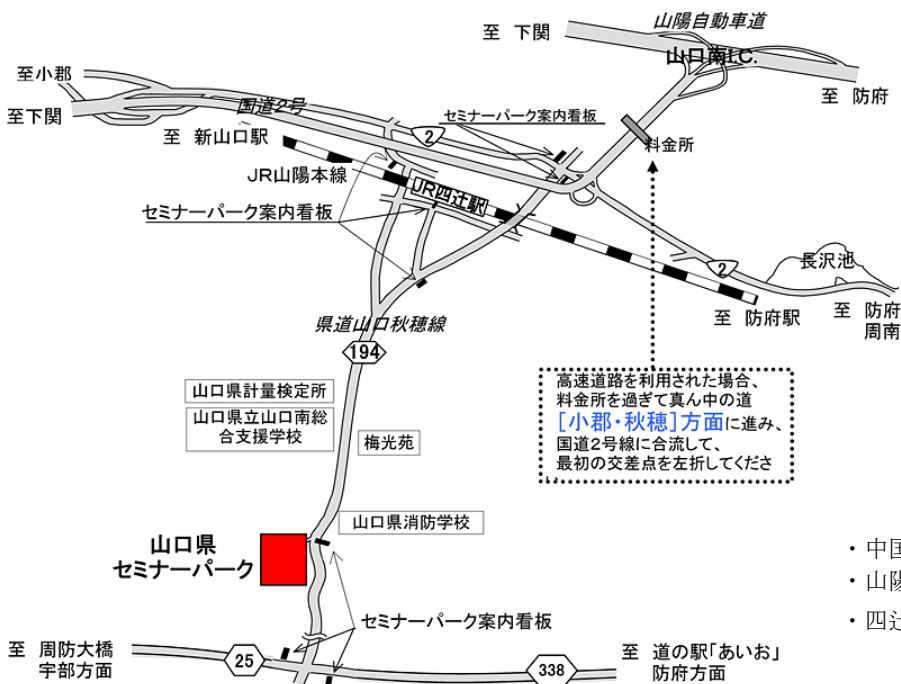 山陽自動車道
至 下関
山口南I.C.
至 防府
至小郡
至下関
国道2号
至 新山口駅
2
セミナーパーク案内看板
料金所
JR山陽本線
JR四辻駅
セミナーパーク案内看板
2
長沢池
至 防府駅
至 防府
周南
県道山口秋穂線
194
高速道路を利用された場合、
料金所を過ぎて真ん中の道
[小郡・秋穂]方面に進み、
国道2号線に合流して、
最初の交差点を左折してくださ
山口県計量検定所
山口県立山口南総
合支援学校
梅光苑
山口県消防学校
山口県
セミナーパーク
・中国
・山陽
・四辻
セミナーパーク案内看板
至 周防大橋
宇部方面
25
338
至 道の駅「あいお」
防府方面